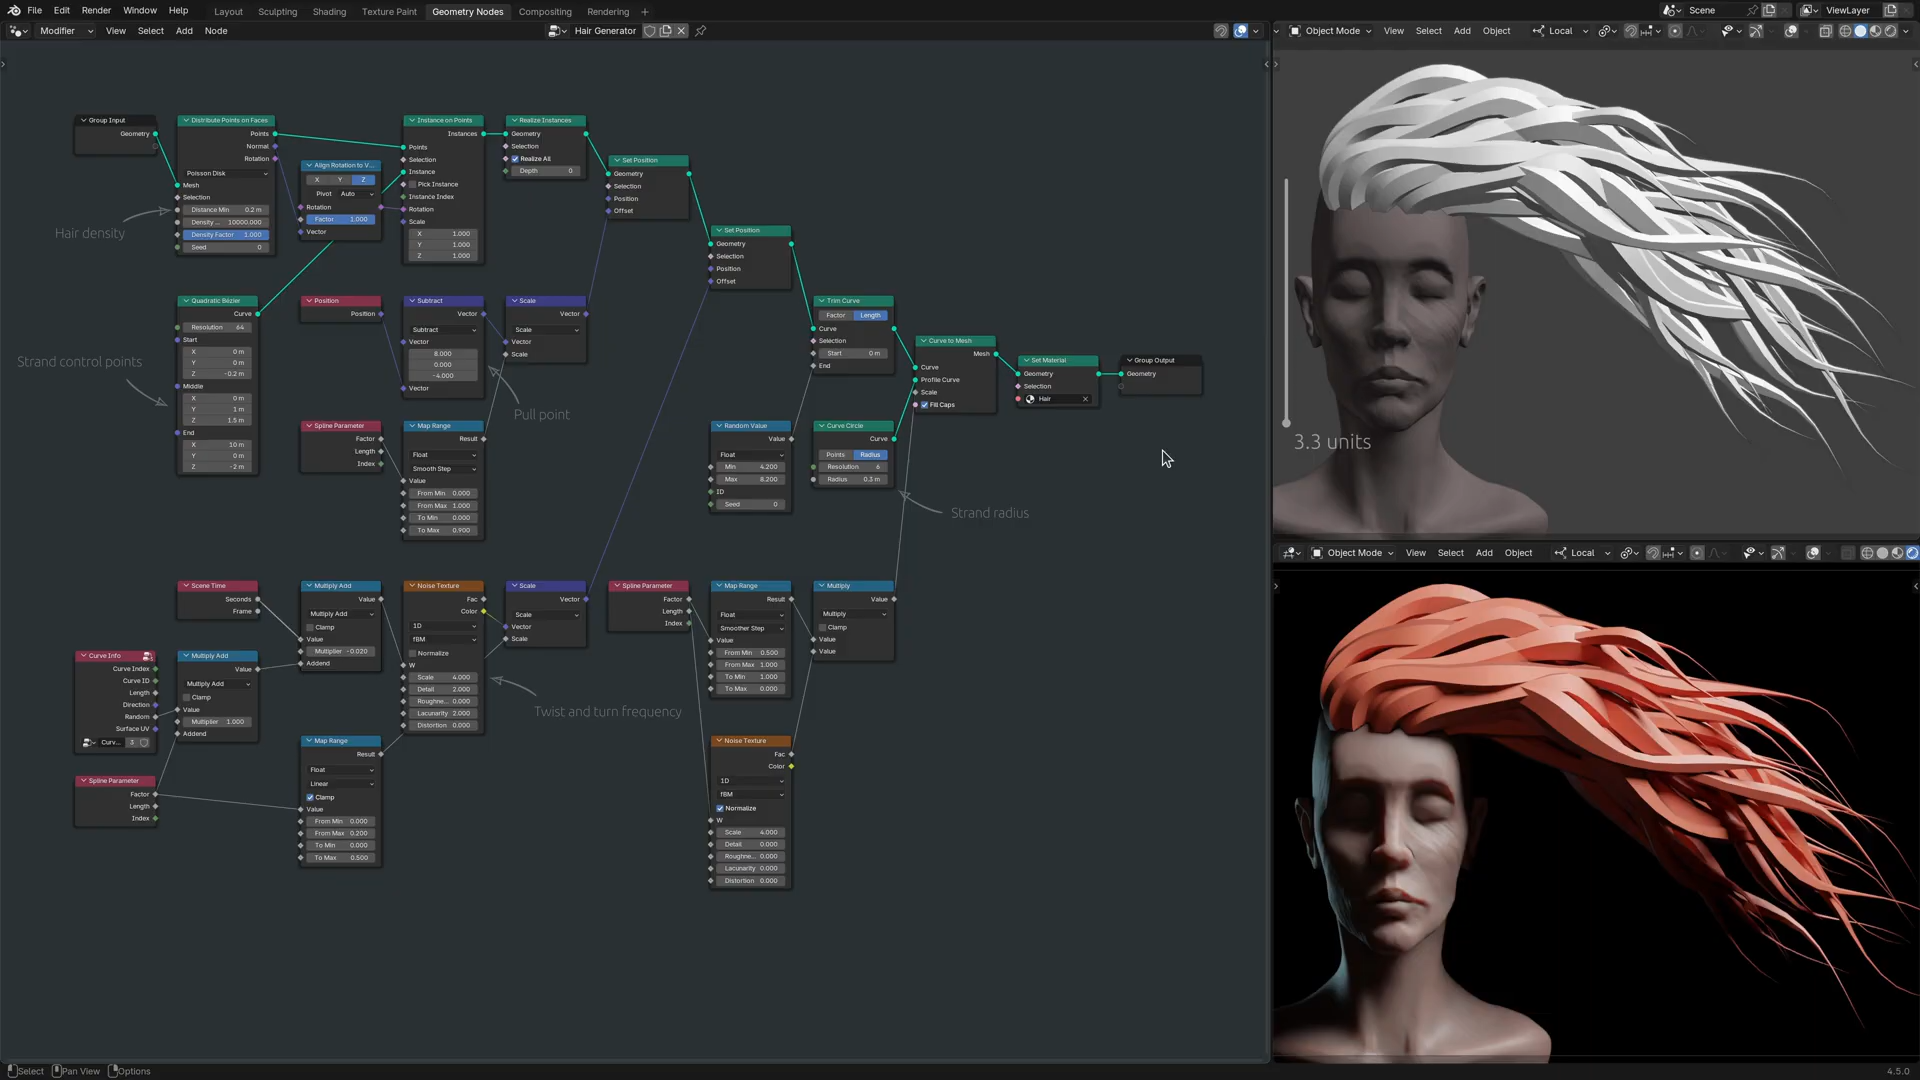 File Edit Render Window Help Layout Sculpting Shading Texture Paint Geometry Nodes Compositing Rendering + Scene ViewLayer
Modifier View Select Add Node Hair Generator
Object Mode View Select Add Object Local
Group Input
Geometry
Distribute Points on Faces
Points
Normal
Rotation
Poisson Disk
Mesh
Selection
Distance Min 0.2 m
Density ... 10000.000
Density Factor 1.000
Seed 0
Hair density
Align Rotation to V...
X Y Z
Pivot Auto
Rotation
Factor 1.000
Vector
Instance on Points
Instances
Points
Selection
Instance
Pick Instance
Instance Index
Rotation
Scale
X 1.000
Y 1.000
Z 1.000
Realize Instances
Geometry
Selection
Realize All
Depth 0
Set Position
Geometry
Selection
Position
Offset
Set Position
Geometry
Selection
Position
Offset
Quadratic Bézier
Curve
Resolution 64
Start
X 0 m
Y 0 m
Z -0.2 m
Middle
X 0 m
Y 1 m
Z 1.5 m
End
X 10 m
Y 0 m
Z -2 m
Strand control points
Position
Position
Subtract
Vector
Subtract
Vector
8.000
0.000
-4.000
Vector
Pull point
Scale
Vector
Scale
Vector
Scale
Spline Parameter
Factor
Length
Index
Map Range
Result
Float
Smooth Step
Value
From Min 0.000
From Max 1.000
To Min 0.000
To Max 0.900
Trim Curve
Factor Length
Curve
Selection
Start 0 m
End
Random Value
Value
Float
Min 4.200
Max 8.200
ID
Seed 0
Curve Circle
Curve
Points Radius
Resolution 6
Radius 0.3 m
Strand radius
Curve to Mesh
Mesh
Curve
Profile Curve
Scale
Fill Caps
Set Material
Geometry
Selection
Hair
Group Output
Geometry
Scene Time
Seconds
Frame
Multiply Add
Value
Multiply Add
Clamp
Value
Multiplier -0.020
Addend
Noise Texture
Fac
Color
1D
fBM
Normalize
W
Scale 4.000
Detail 2.000
Roughne... 0.000
Lacunarity 2.000
Distortion 0.000
Twist and turn frequency
Scale
Vector
Scale
Vector
Scale
Curve Info
Curve Index
Curve ID
Length
Direction
Random
Surface UV
Curv... 3
Multiply Add
Value
Multiply Add
Clamp
Value
Multiplier 1.000
Addend
Spline Parameter
Factor
Length
Index
Map Range
Result
Float
Linear
Clamp
Value
From Min 0.000
From Max 0.200
To Min 0.000
To Max 0.500
Spline Parameter
Factor
Length
Index
Map Range
Result
Float
Smoother Step
Value
From Min 0.500
From Max 1.000
To Min 1.000
To Max 0.000
Multiply
Value
Multiply
Clamp
Value
Value
Noise Texture
Fac
Color
1D
fBM
Normalize
W
Scale 4.000
Detail 0.000
Roughne... 0.000
Lacunarity 0.000
Distortion 0.000
3.3 units
Object Mode View Select Add Object Local
Select Pan View Options 4.5.0